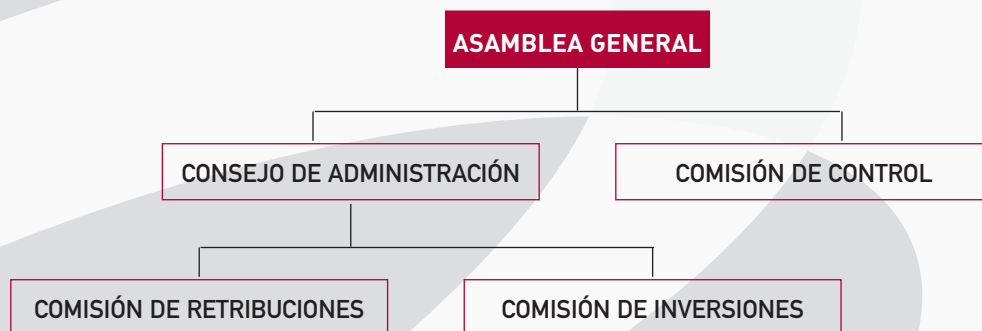 ASAMBLEA GENERAL
CONSEJO DE ADMINISTRACIÓN
COMISIÓN DE CONTROL
COMISIÓN DE RETRIBUCIONES
COMISIÓN DE INVERSIONES